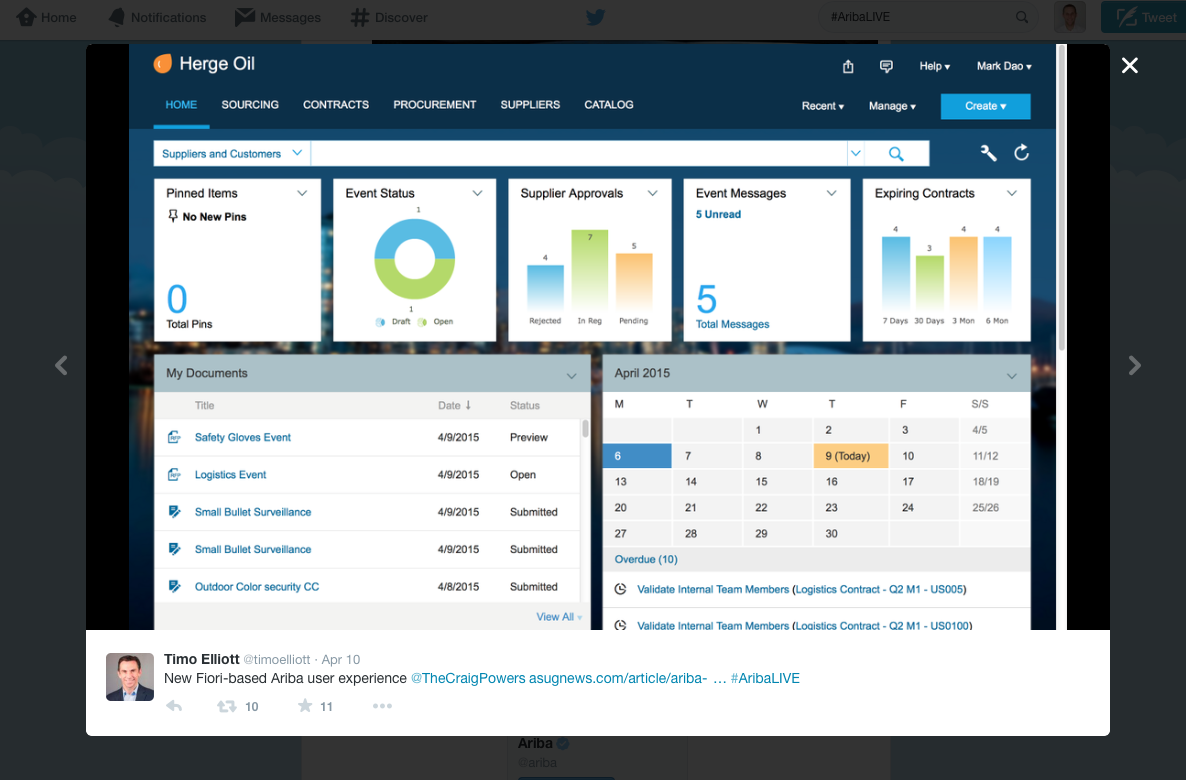 Home Notifications Messages # Discover #AribaLIVE Tweet
Herge Oil Help Mark Dao
HOME SOURCING CONTRACTS PROCUREMENT SUPPLIERS CATALOG Recent Manage Create
Suppliers and Customers
Pinned Items
No New Pins
0
Total Pins
Event Status
1
1
Draft Open
Supplier Approvals
4 7 5
Rejected In Reg Pending
Event Messages
5 Unread
5
Total Messages
Expiring Contracts
4 3 4 4
7 Days 30 Days 3 Mon 6 Mon
My Documents
Title Date ↓ Status
Safety Gloves Event 4/9/2015 Preview
Logistics Event 4/9/2015 Open
Small Bullet Surveillance 4/9/2015 Submitted
Small Bullet Surveillance 4/9/2015 Submitted
Outdoor Color security CC 4/8/2015 Submitted
View All
April 2015
M T W T F S/S
1 2 3 4/5
6 7 8 9 (Today) 10 11/12
13 14 15 16 17 18/19
20 21 22 23 24 25/26
27 28 29 30
Overdue (10)
Validate Internal Team Members (Logistics Contract - Q2 M1 - US005)
Validate Internal Team Members (Logistics Contract - Q2 M1 - US0100)
Timo Elliott @timoelliott · Apr 10
New Fiori-based Ariba user experience @TheCraigPowers asugnews.com/article/ariba- … #AribaLIVE
10 11
Ariba
@ariba